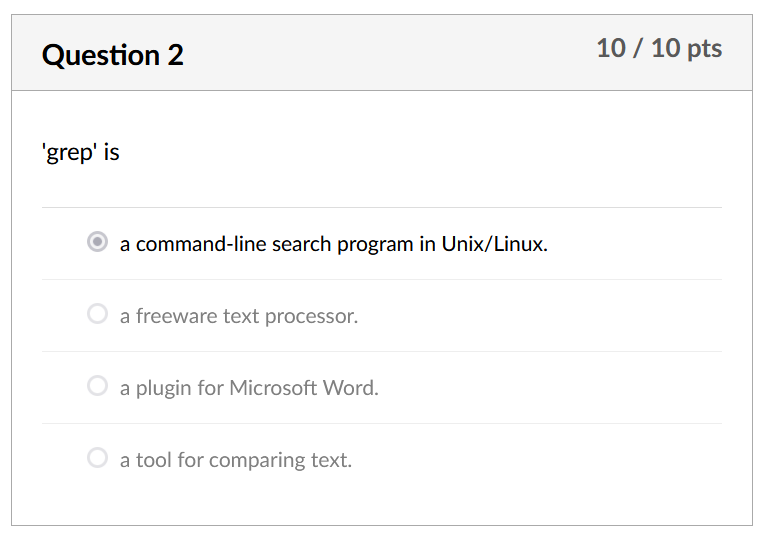 Question 2
10 / 10 pts
'grep' is
a command-line search program in Unix/Linux.
a freeware text processor.
a plugin for Microsoft Word.
a tool for comparing text.